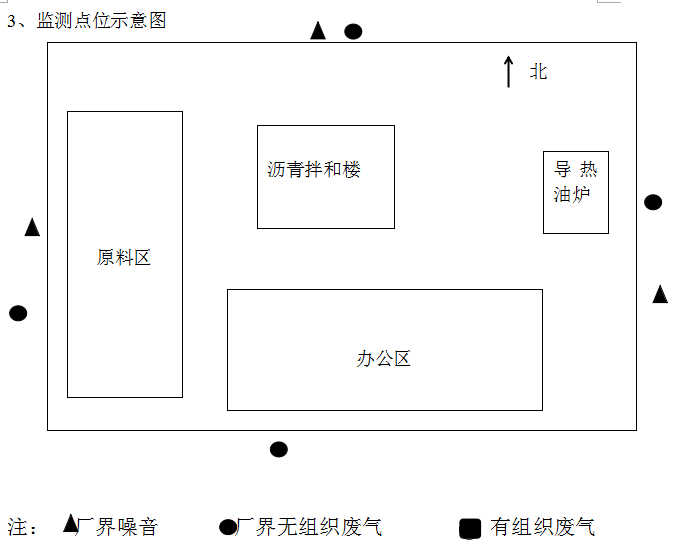 3、监测点位示意图
北
沥青拌和楼
导热
油炉
原料区
办公区
注： 厂界噪音 厂界无组织废气 有组织废气